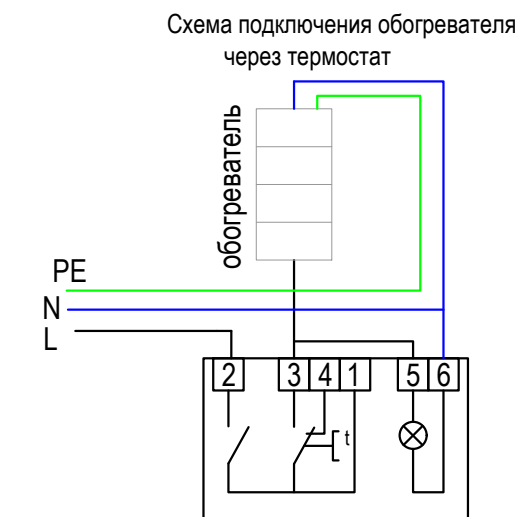 Схема подключения обогревателя
через термостат
обогреватель
PE
N
L
2 3 4 1 5 6
t